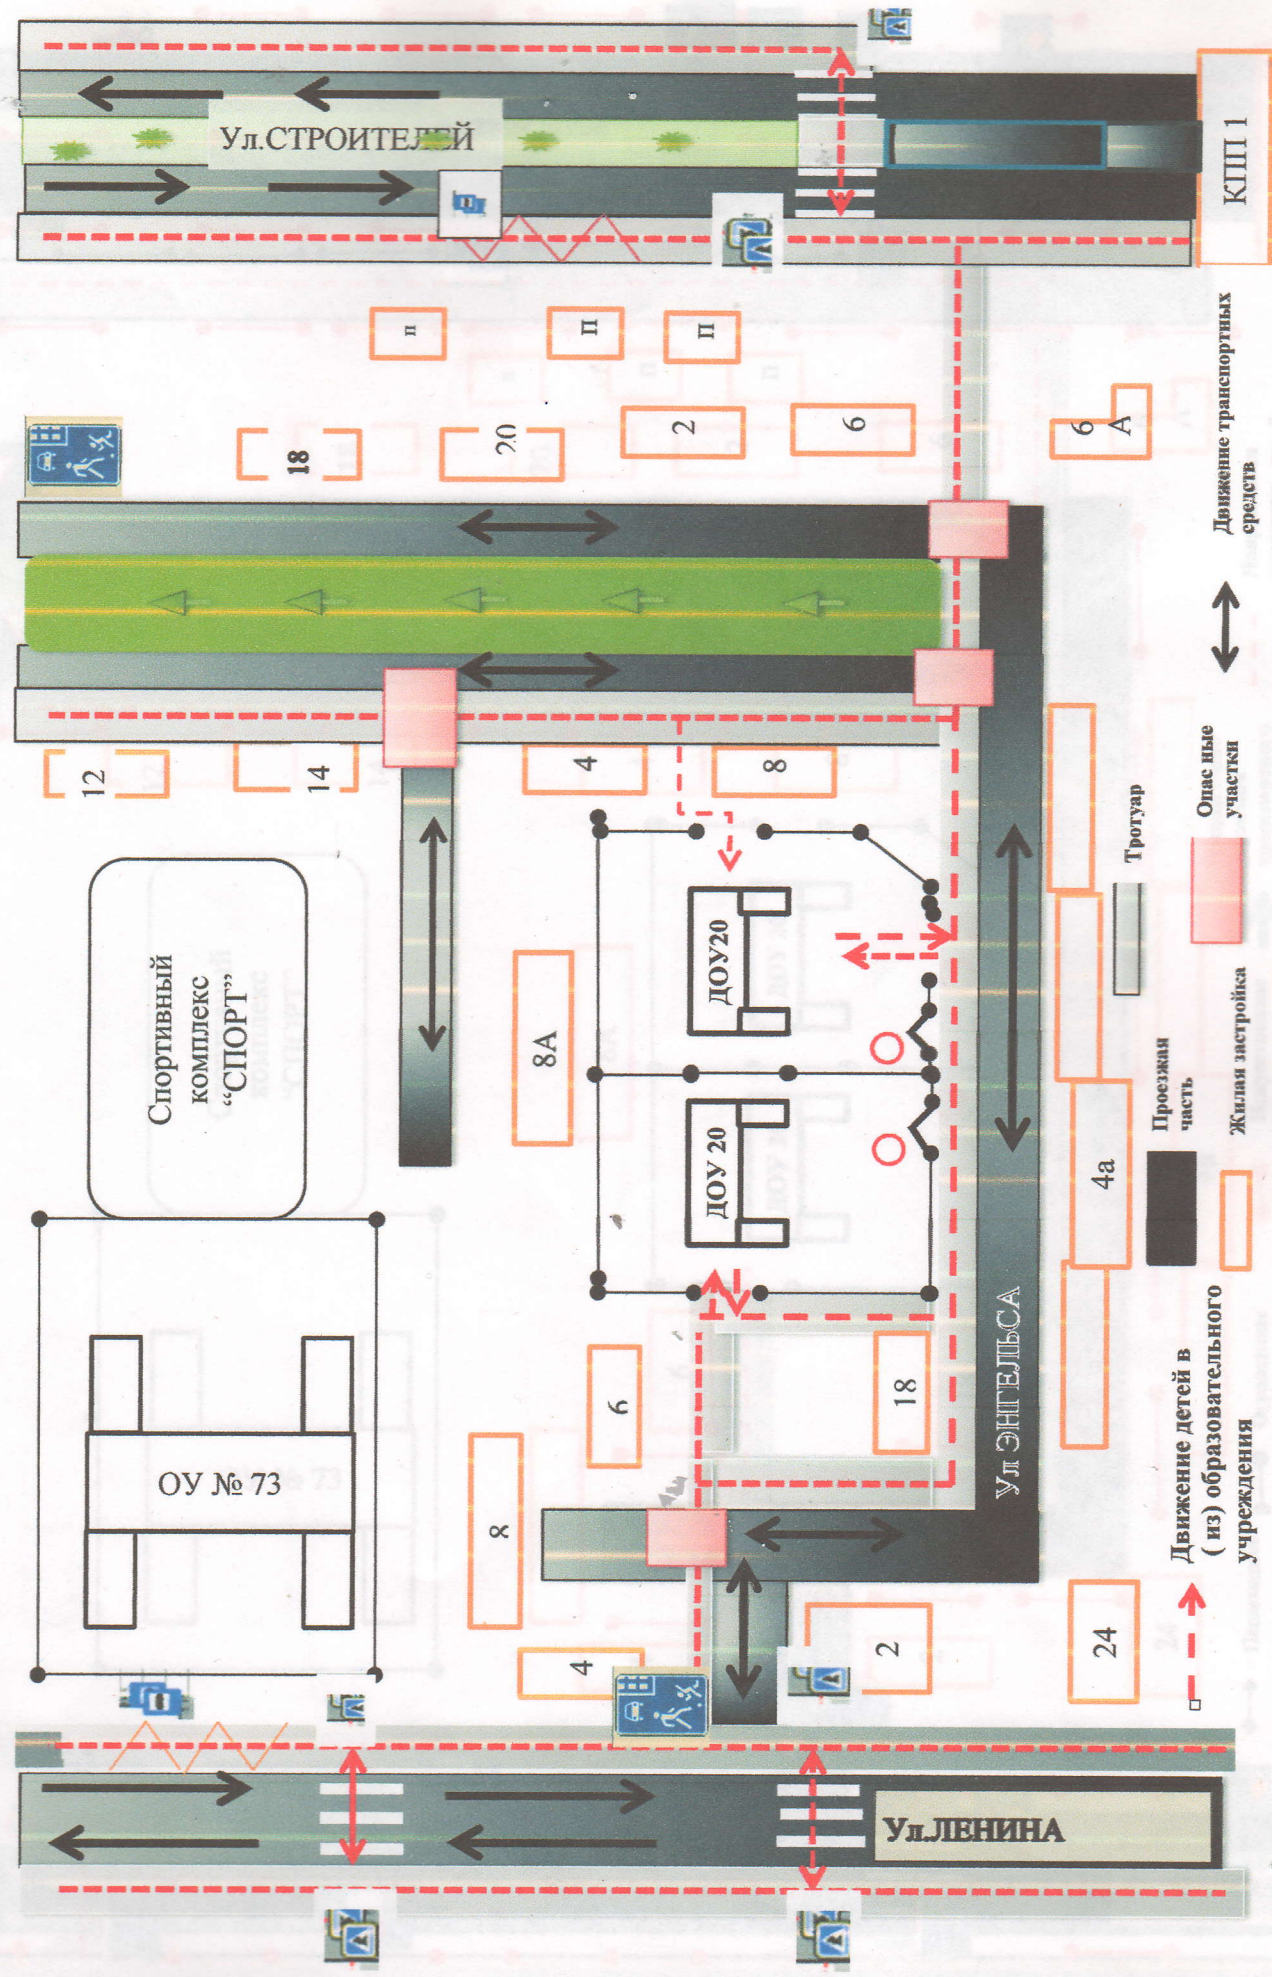 Ул.СТРОИТЕЛЕЙ
КПП 1
п
П
П
18
20
2
6
6
А
12
14
4
8
Спортивный
комплекс
“СПОРТ”
8А
ДОУ20
ДОУ 20
ОУ № 73
6
18
8
4
2
24
4а
Ул ЭНГЕЛЬСА
Ул.ЛЕНИНА
Движение транспортных
средств
Тротуар
Опас ные
участки
Проезжая
часть
Жилая застройка
Движение детей в
( из) образовательного
учреждения